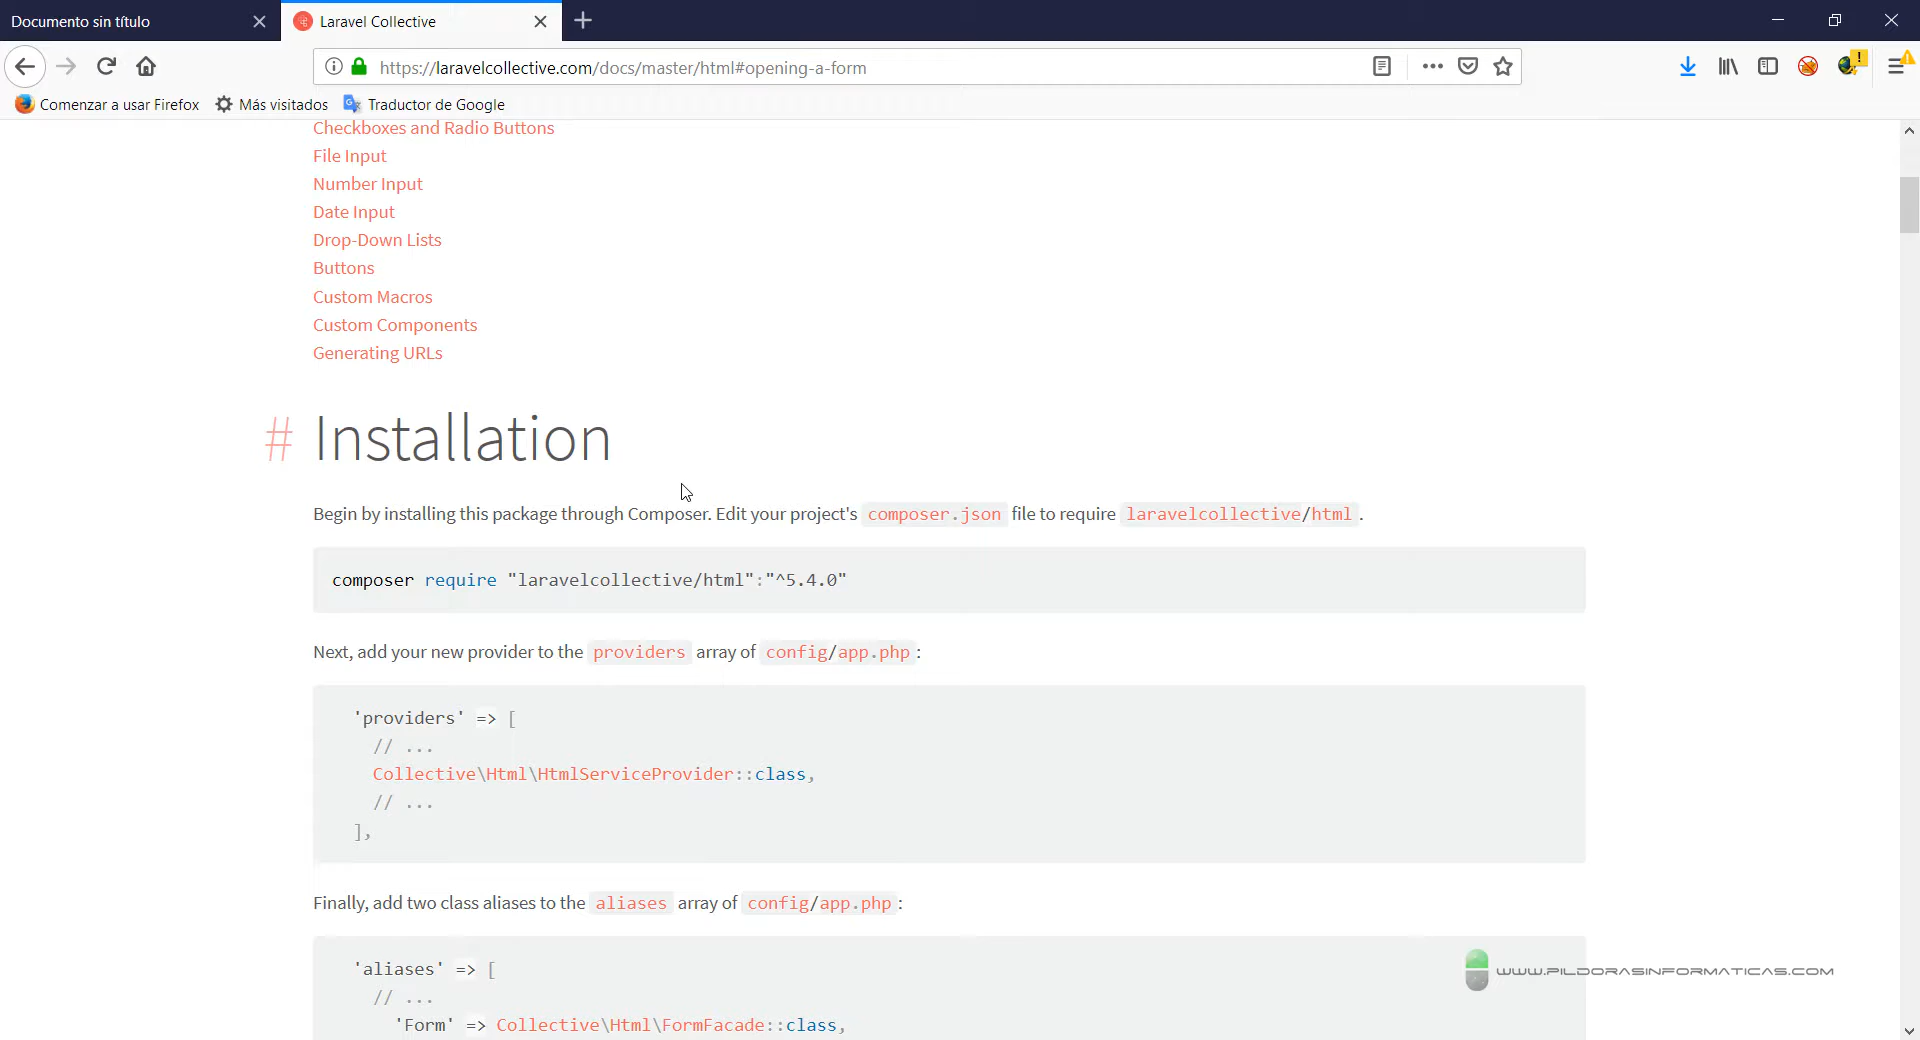 Documento sin título
Laravel Collective
https://laravelcollective.com/docs/master/html#opening-a-form
Comenzar a usar Firefox
Más visitados
Traductor de Google
Checkboxes and Radio Buttons
File Input
Number Input
Date Input
Drop-Down Lists
Buttons
Custom Macros
Custom Components
Generating URLs
# Installation
Begin by installing this package through Composer. Edit your project's composer.json file to require laravelcollective/html.
composer require "laravelcollective/html":"^5.4.0"
Next, add your new provider to the providers array of config/app.php:
'providers' => [
// ...
Collective\Html\HtmlServiceProvider::class,
// ...
],
Finally, add two class aliases to the aliases array of config/app.php:
'aliases' => [
// ...
'Form' => Collective\Html\FormFacade::class,
WWW.PILDORASINFORMATICAS.COM